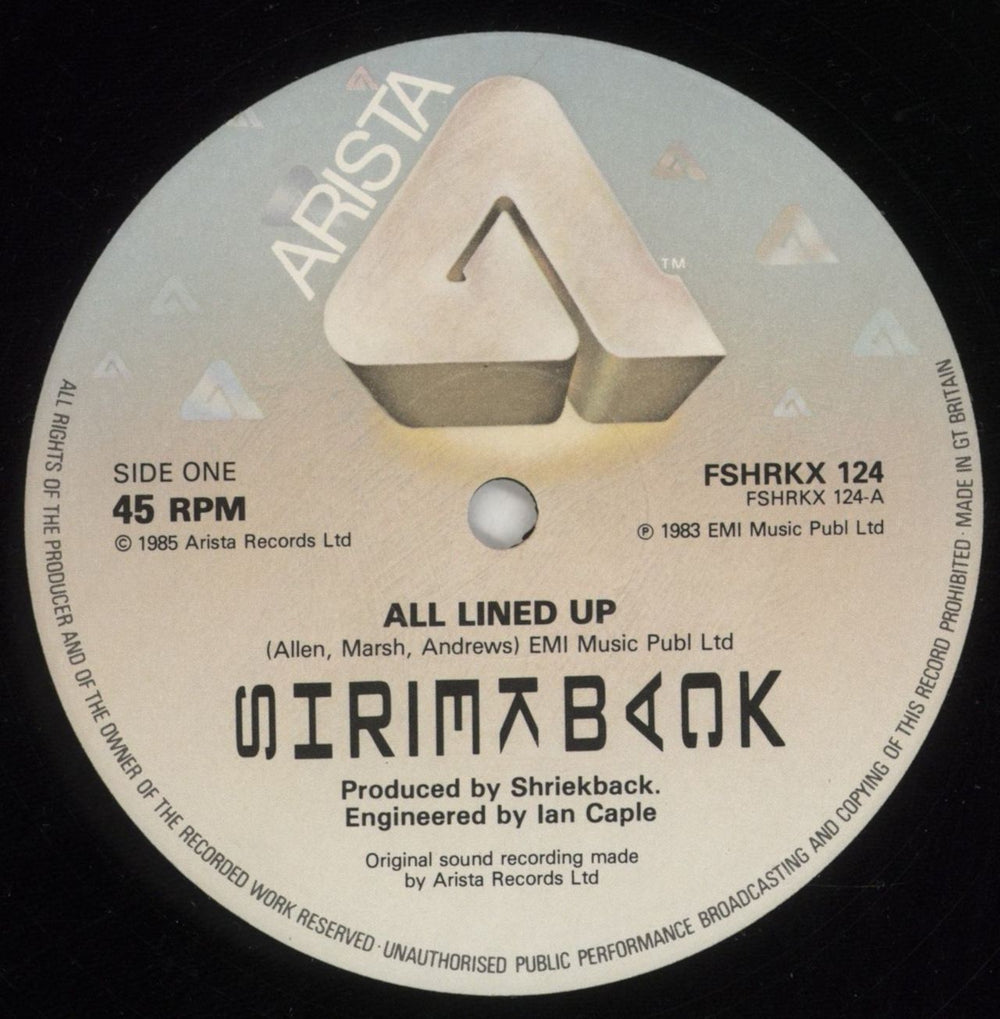 ARISTA
TM
SIDE ONE
45 RPM
© 1985 Arista Records Ltd
FSHRKX 124
FSHRKX 124-A
℗ 1983 EMI Music Publ Ltd
ALL LINED UP
(Allen, Marsh, Andrews) EMI Music Publ Ltd
SHRIEKBACK
Produced by Shriekback.
Engineered by Ian Caple
Original sound recording made
by Arista Records Ltd
ALL RIGHTS OF THE PRODUCER AND OF THE OWNER OF THE RECORDED WORK RESERVED · UNAUTHORISED PUBLIC PERFORMANCE BROADCASTING AND COPYING OF THIS RECORD PROHIBITED · MADE IN GT BRITAIN